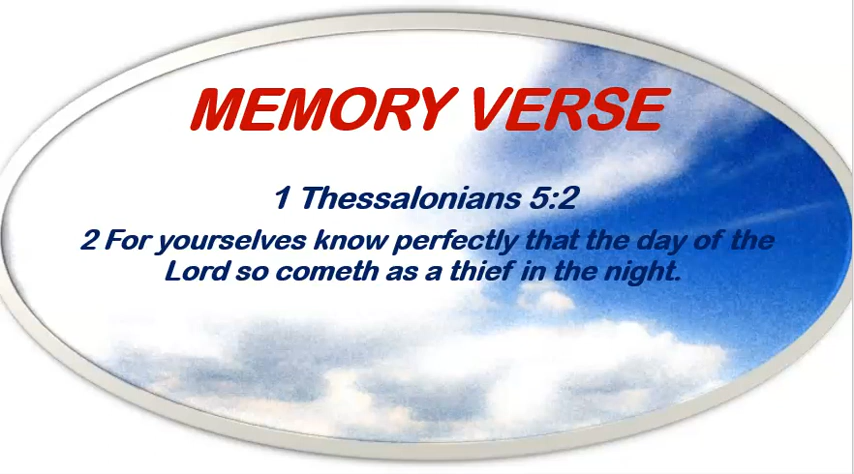 MEMORY VERSE
1 Thessalonians 5:2
2 For yourselves know perfectly that the day of the
Lord so cometh as a thief in the night.